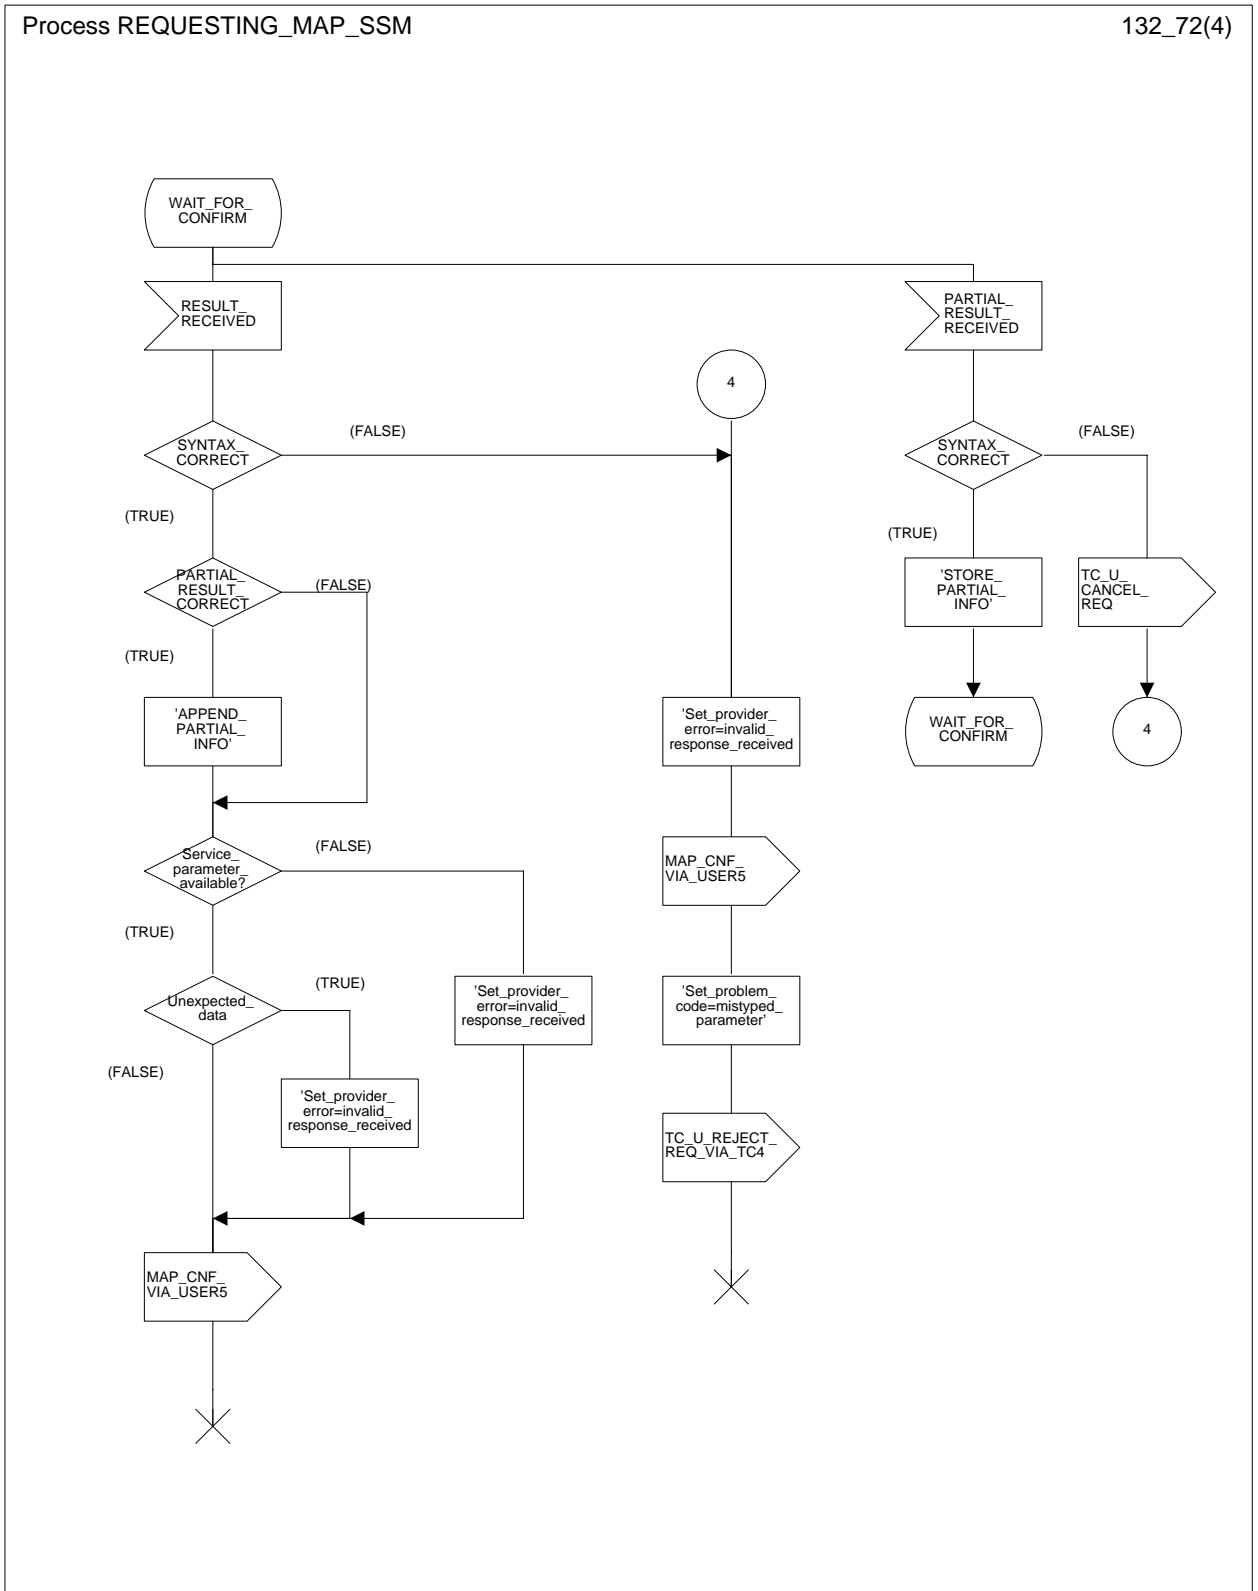 Process REQUESTING_MAP_SSM
132_72(4)
WAIT_FOR_
CONFIRM
RESULT_
RECEIVED
PARTIAL_
RESULT_
RECEIVED
4
(FALSE)
(FALSE)
SYNTAX_
CORRECT
SYNTAX_
CORRECT
(TRUE)
(TRUE)
PARTIAL_
RESULT_
CORRECT
(FALSE)
'STORE_
PARTIAL_
INFO'
TC_U_
CANCEL_
REQ
(TRUE)
'APPEND_
PARTIAL_
INFO'
'Set_provider_
error=invalid_
response_received
WAIT_FOR_
CONFIRM
4
Service_
parameter_
available?
(FALSE)
MAP_CNF_
VIA_USER5
(TRUE)
Unexpected_
data
(TRUE)
'Set_provider_
error=invalid_
response_received
'Set_problem_
code=mistyped_
parameter'
(FALSE)
'Set_provider_
error=invalid_
response_received
TC_U_REJECT_
REQ_VIA_TC4
MAP_CNF_
VIA_USER5